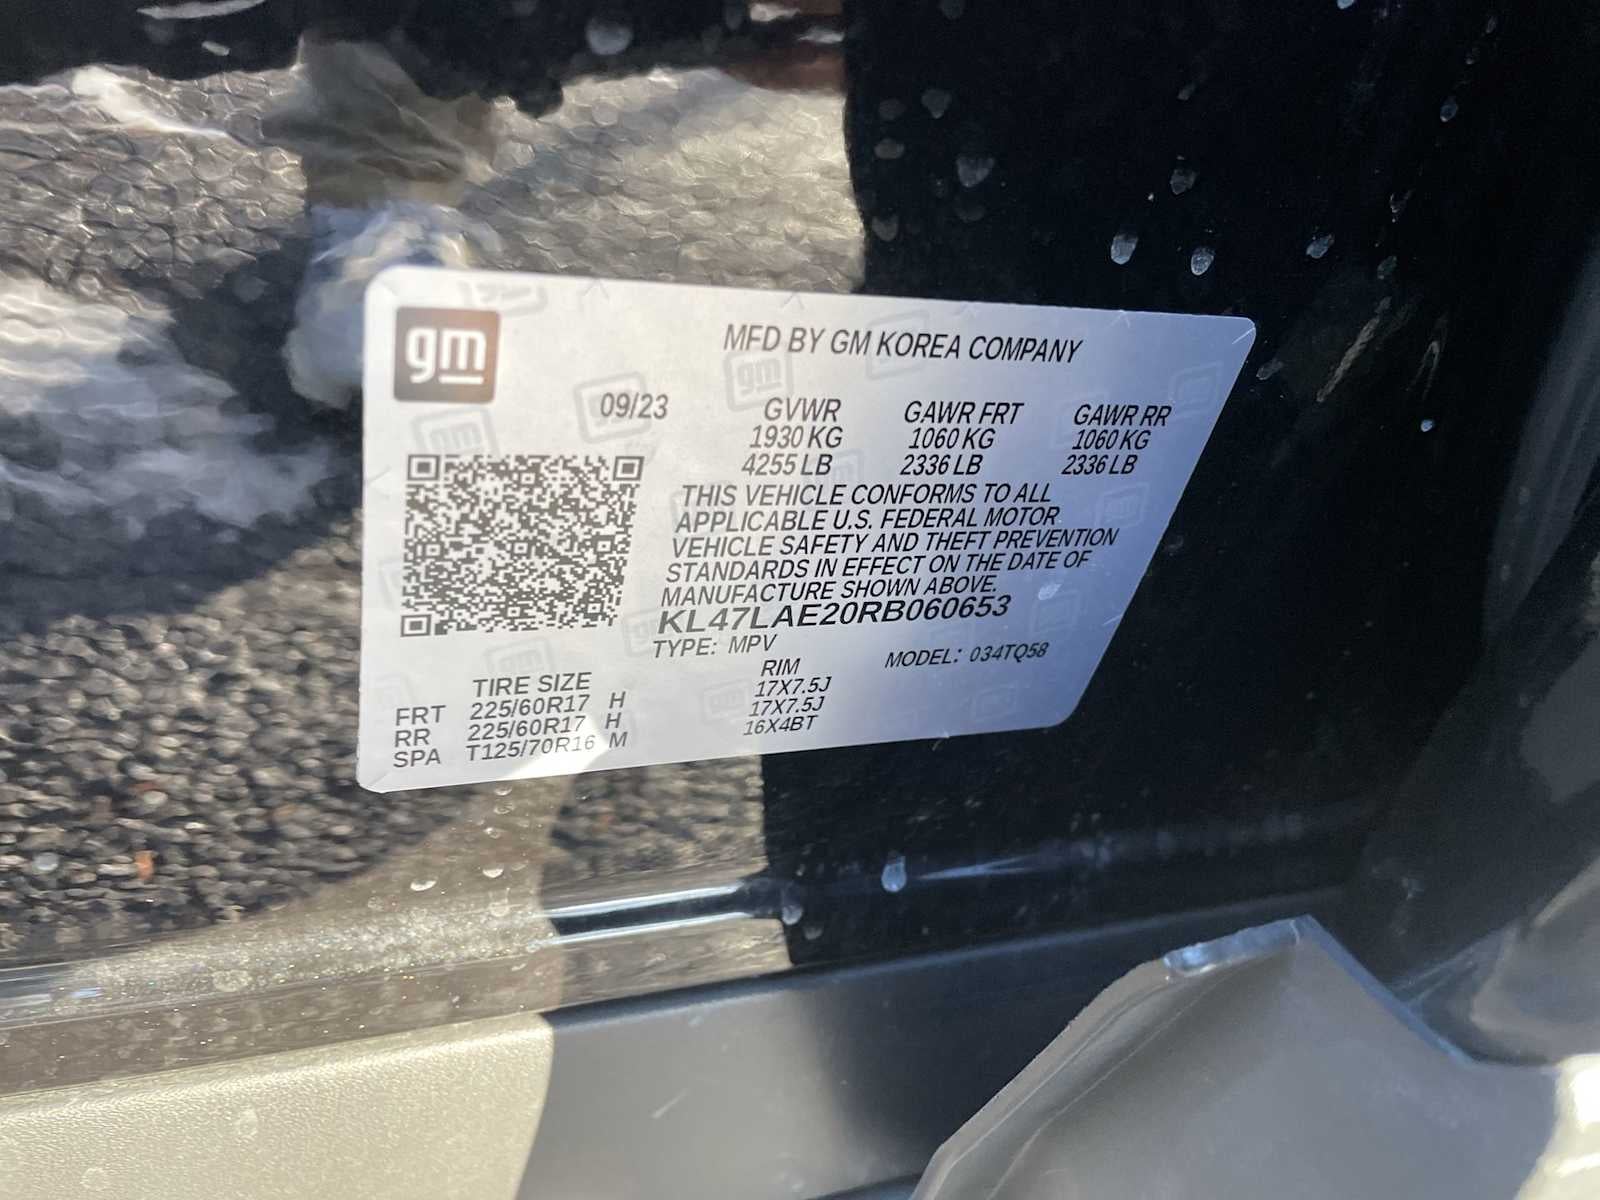 gm
MFD BY GM KOREA COMPANY
09/23 GVWR GAWR FRT GAWR RR
1930 KG 1060 KG 1060 KG
4255 LB 2336 LB 2336 LB
THIS VEHICLE CONFORMS TO ALL
APPLICABLE U.S. FEDERAL MOTOR
VEHICLE SAFETY AND THEFT PREVENTION
STANDARDS IN EFFECT ON THE DATE OF
MANUFACTURE SHOWN ABOVE.
KL47LAE20RB060653
TYPE: MPV MODEL: 034TQ58
TIRE SIZE RIM
FRT 225/60R17 H 17X7.5J
RR 225/60R17 H 17X7.5J
SPA T125/70R16 M 16X4BT